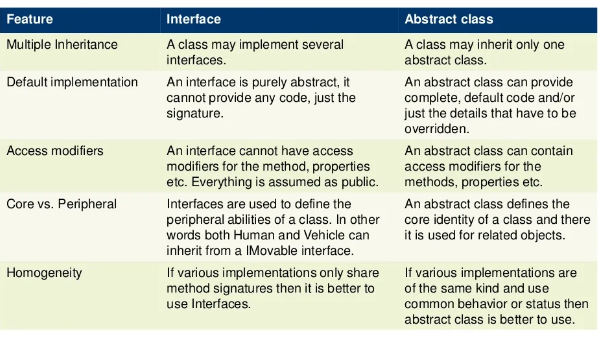 Feature Interface Abstract class
Multiple Inheritance A class may implement several A class may inherit only one
interfaces. abstract class.
Default implementation An interface is purely abstract, it An abstract class can provide
cannot provide any code, just the complete, default code and/or
signature. just the details that have to be
overridden.
Access modifiers An interface cannot have access An abstract class can contain
modifiers for the method, properties access modifiers for the
etc. Everything is assumed as public. methods, properties etc.
Core vs. Peripheral Interfaces are used to define the An abstract class defines the
peripheral abilities of a class. In other core identity of a class and there
words both Human and Vehicle can it is used for related objects.
inherit from a IMovable interface.
Homogeneity If various implementations only share If various implementations are
method signatures then it is better to of the same kind and use
use Interfaces. common behavior or status then
abstract class is better to use.